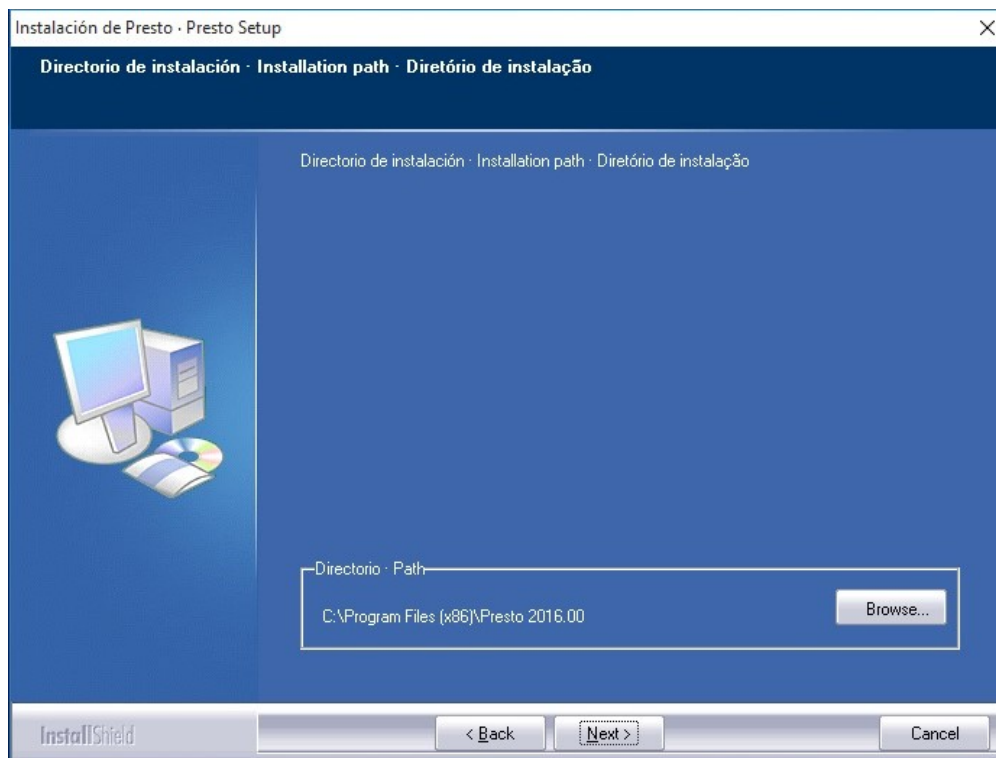 Instalación de Presto · Presto Setup
Directorio de instalación · Installation path · Diretório de instalação
Directorio de instalación · Installation path · Diretório de instalação
Directorio · Path
C:\Program Files (x86)\Presto 2016.00
Browse...
InstallShield
< Back
Next >
Cancel